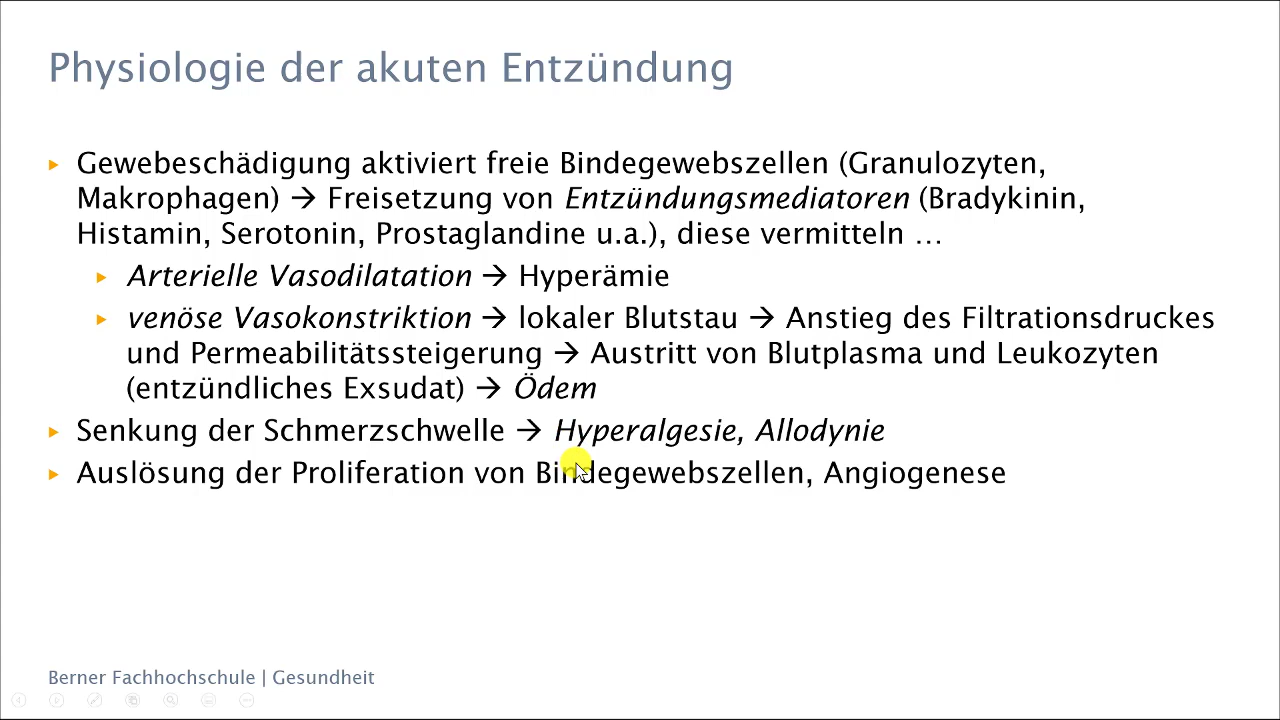 Physiologie der akuten Entzündung
▸ Gewebeschädigung aktiviert freie Bindegewebszellen (Granulozyten,
Makrophagen) → Freisetzung von Entzündungsmediatoren (Bradykinin,
Histamin, Serotonin, Prostaglandine u.a.), diese vermitteln …
▸ Arterielle Vasodilatation → Hyperämie
▸ venöse Vasokonstriktion → lokaler Blutstau → Anstieg des Filtrationsdruckes
und Permeabilitätssteigerung → Austritt von Blutplasma und Leukozyten
(entzündliches Exsudat) → Ödem
▸ Senkung der Schmerzschwelle → Hyperalgesie, Allodynie
▸ Auslösung der Proliferation von Bindegewebszellen, Angiogenese
Berner Fachhochschule | Gesundheit